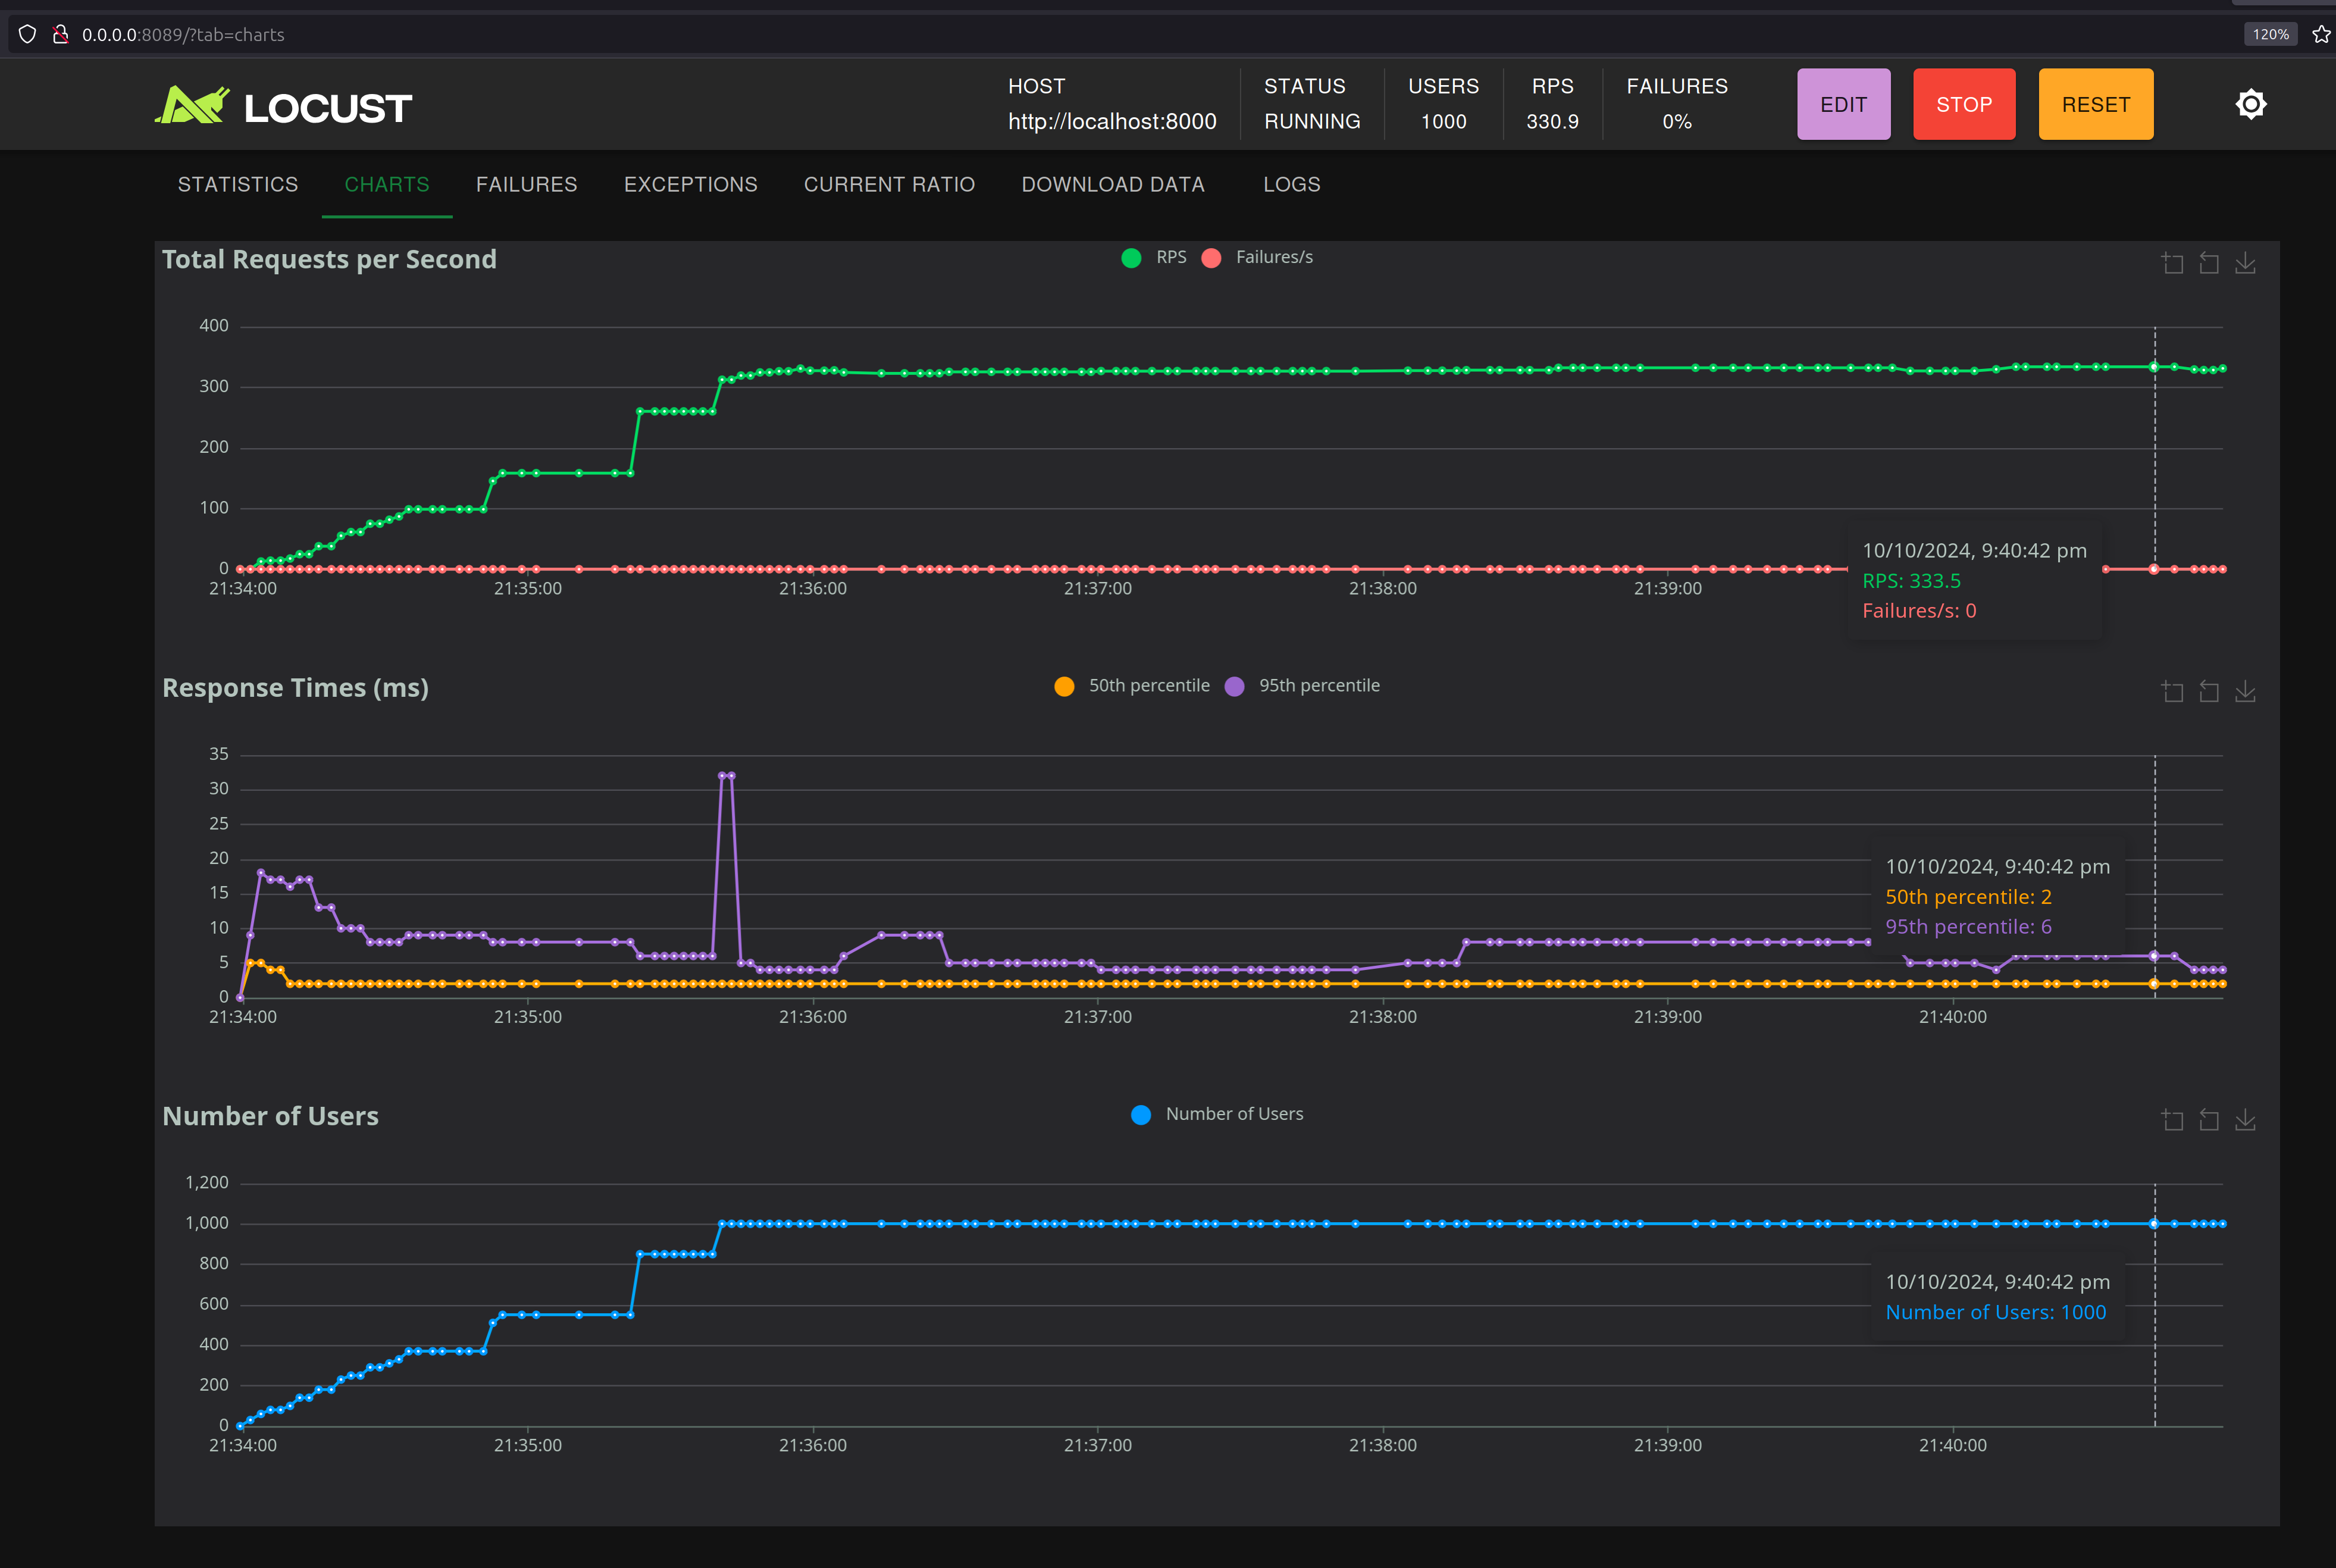 0.0.0.0:8089/?tab=charts 120%
LOCUST
HOST STATUS USERS RPS FAILURES
http://localhost:8000 RUNNING 1000 330.9 0%
EDIT STOP RESET
STATISTICS CHARTS FAILURES EXCEPTIONS CURRENT RATIO DOWNLOAD DATA LOGS
Total Requests per Second
RPS Failures/s
400
300
200
100
0
21:34:00 21:35:00 21:36:00 21:37:00 21:38:00 21:39:00
10/10/2024, 9:40:42 pm
RPS: 333.5
Failures/s: 0
Response Times (ms)
50th percentile 95th percentile
35
30
25
20
15
10
5
0
21:34:00 21:35:00 21:36:00 21:37:00 21:38:00 21:39:00 21:40:00
10/10/2024, 9:40:42 pm
50th percentile: 2
95th percentile: 6
Number of Users
Number of Users
1,200
1,000
800
600
400
200
0
21:34:00 21:35:00 21:36:00 21:37:00 21:38:00 21:39:00 21:40:00
10/10/2024, 9:40:42 pm
Number of Users: 1000